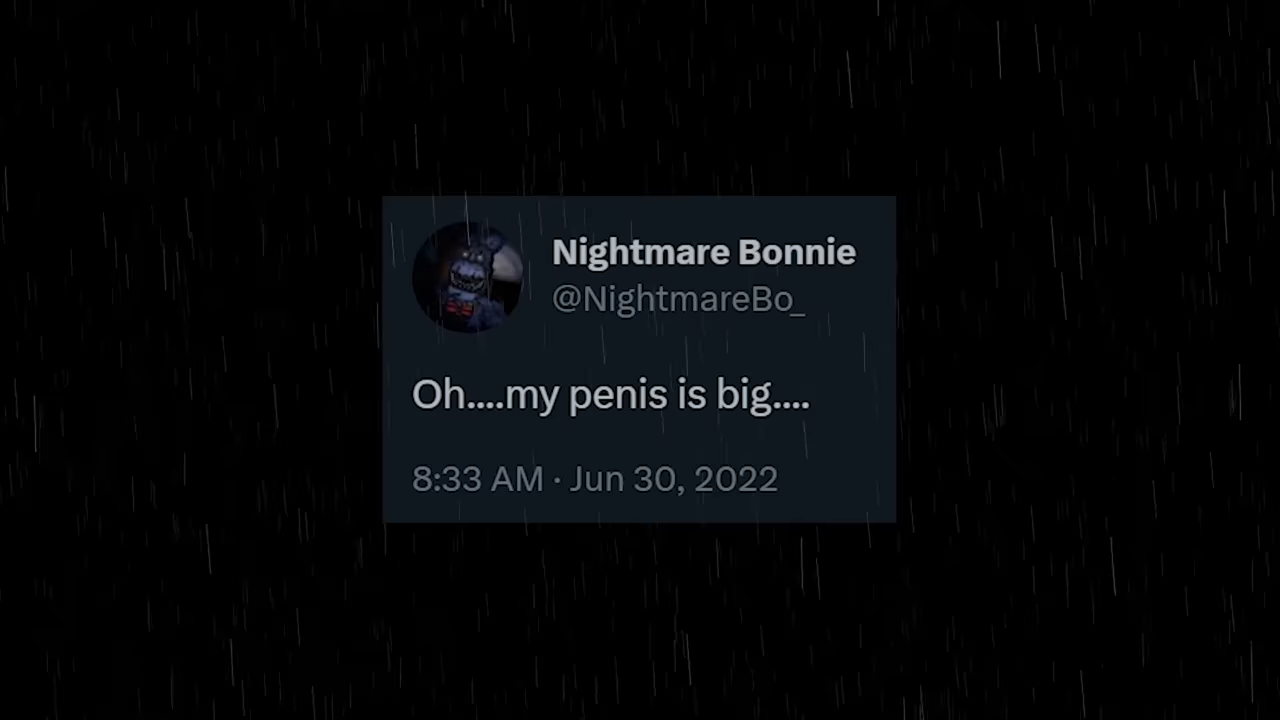 Nightmare Bonnie
@NightmareBo_
Oh....my penis is big....
8:33 AM · Jun 30, 2022